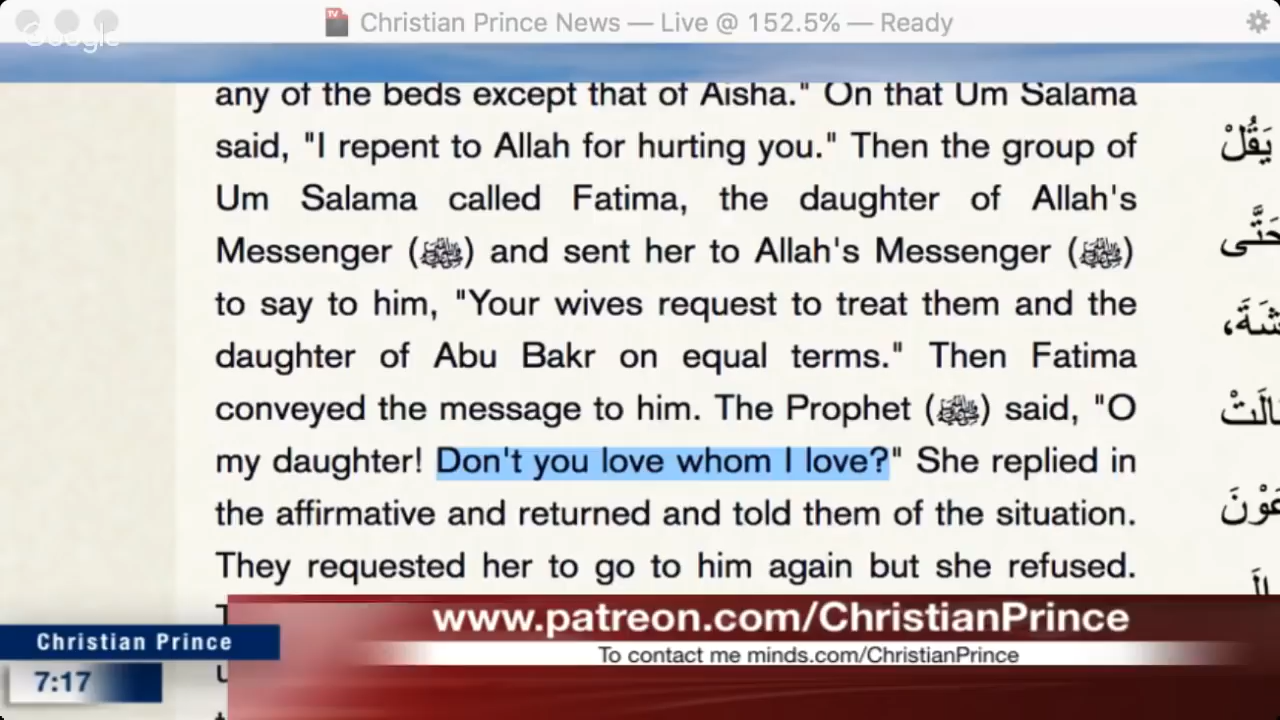 Christian Prince News — Live @ 152.5% — Ready
Google
any of the beds except that of Aisha." On that Um Salama
said, "I repent to Allah for hurting you." Then the group of
Um Salama called Fatima, the daughter of Allah's
Messenger (ﷺ) and sent her to Allah's Messenger (ﷺ)
to say to him, "Your wives request to treat them and the
daughter of Abu Bakr on equal terms." Then Fatima
conveyed the message to him. The Prophet (ﷺ) said, "O
my daughter! Don't you love whom I love?" She replied in
the affirmative and returned and told them of the situation.
They requested her to go to him again but she refused.
يَقُلْ
حَتَّى
www.patreon.com/ChristianPrince
To contact me minds.com/ChristianPrince
Christian Prince
7:17